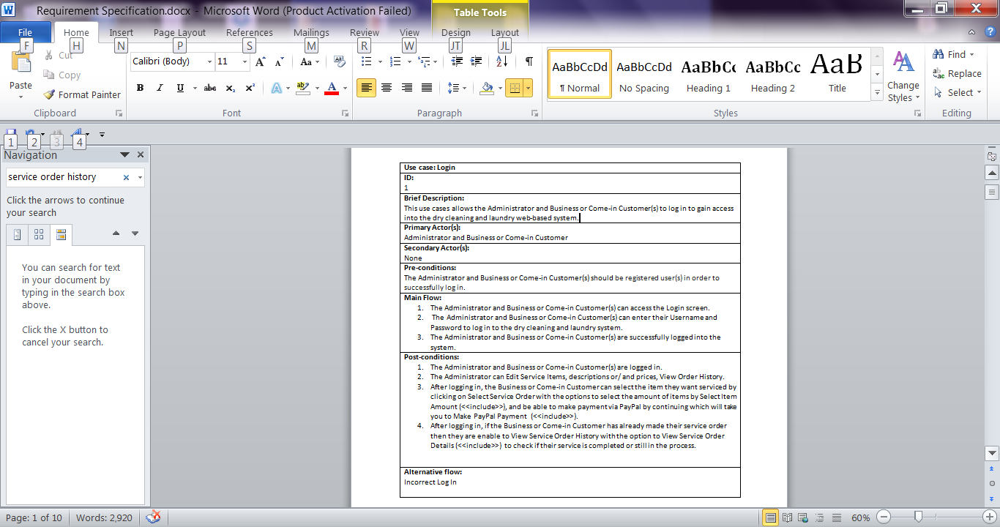 Requirement Specification.docx - Microsoft Word (Product Activation Failed)
Table Tools
File Home Insert Page Layout References Mailings Review View Design Layout
F H N P S M R W JT JL
Paste
Cut
Copy
Format Painter
Clipboard
Calibri (Body) 11
Font
Paragraph
AaBbCcDd AaBbCcDd AaBbCc AaBbCc AaB
¶ Normal No Spacing Heading 1 Heading 2 Title
Change
Styles
Styles
Find
Replace
Select
Editing
1 2 3 4
Navigation
service order history
Click the arrows to continue
your search
You can search for text
in your document by
typing in the search box
above.
Click the X button to
cancel your search.
Use case: Login
ID:
1
Brief Description:
This use cases allows the Administrator and Business or Come-in Customer(s) to log in to gain access
into the dry cleaning and laundry web-based system.
Primary Actor(s):
Administrator and Business or Come-in Customer
Secondary Actor(s):
None
Pre-conditions:
The Administrator and Business or Come-in Customer(s) should be registered user(s) in order to
successfully log in.
Main Flow:
1. The Administrator and Business or Come-in Customer(s) can access the Login screen.
2. The Administrator and Business or Come-in Customer(s) can enter their Username and
Password to log in to the dry cleaning and laundry system.
3. The Administrator and Business or Come-in Customer(s) are successfully logged into the
system.
Post-conditions:
1. The Administrator and Business or Come-in Customer(s) are logged in.
2. The Administrator can Edit Service Items, descriptions or/ and prices, View Order History.
3. After logging in, the Business or Come-in Customer can select the item they want serviced by
clicking on Select Service Order with the options to select the amount of items by Select Item
Amount (<<include>>), and be able to make payment via PayPal by continuing which will take
you to Make PayPal Payment (<<include>>).
4. After logging in, if the Business or Come-in Customer has already made their service order
then they are enable to View Service Order History with the option to View Service Order
Details (<<include>>) to check if their service is completed or still in the process.
Alternative flow:
Incorrect Log In
Page: 1 of 10 Words: 2,920 60%